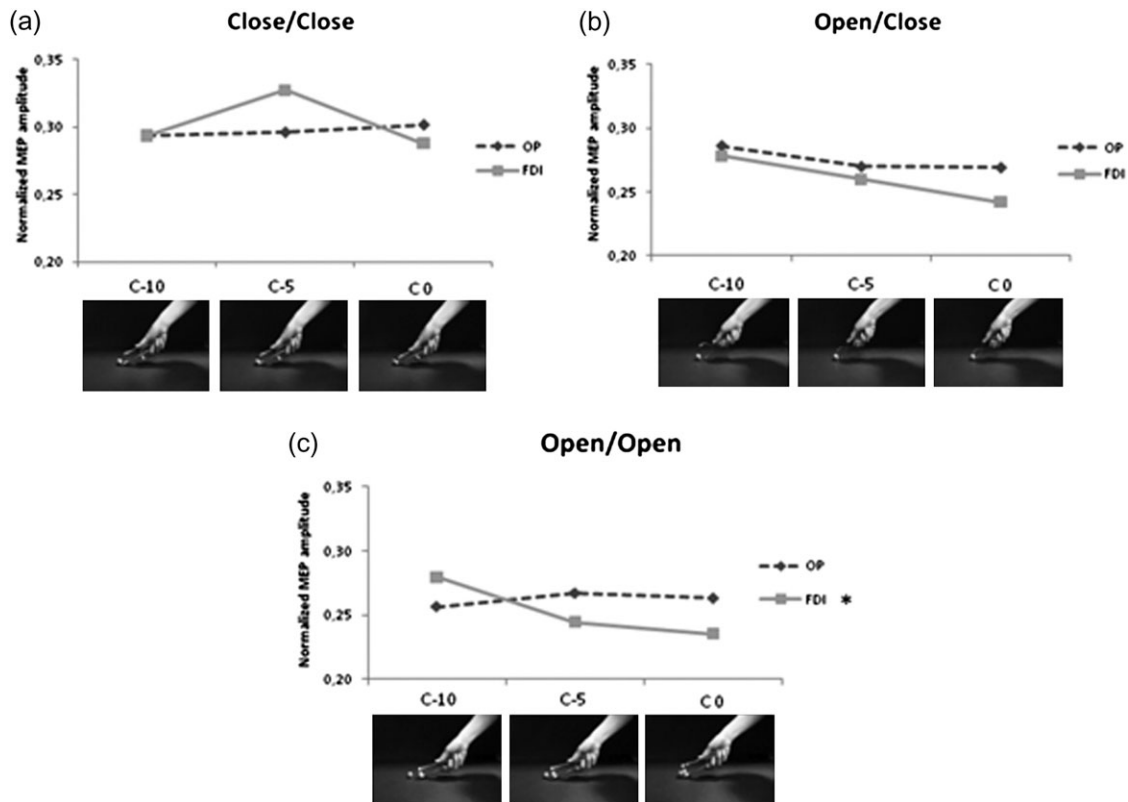 (a)
Close/Close
Normalized MEP amplitude
0,35
0,30
0,25
0,20
C-10
C-5
C 0
OP
FDI
(b)
Open/Close
Normalized MEP amplitude
0,35
0,30
0,25
0,20
C-10
C-5
C 0
OP
FDI
(c)
Open/Open
Normalized MEP amplitude
0,35
0,30
0,25
0,20
C-10
C-5
C 0
OP
FDI *